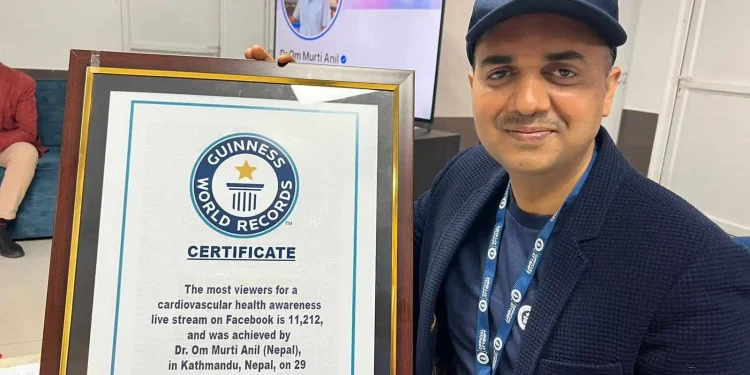 Dr.Om Murti Anil
GUINNESS
WORLD RECORDS
TM
CERTIFICATE
The most viewers for a
cardiovascular health awareness
live stream on Facebook is 11,212,
and was achieved by
Dr. Om Murti Anil (Nepal),
in Kathmandu, Nepal, on 29